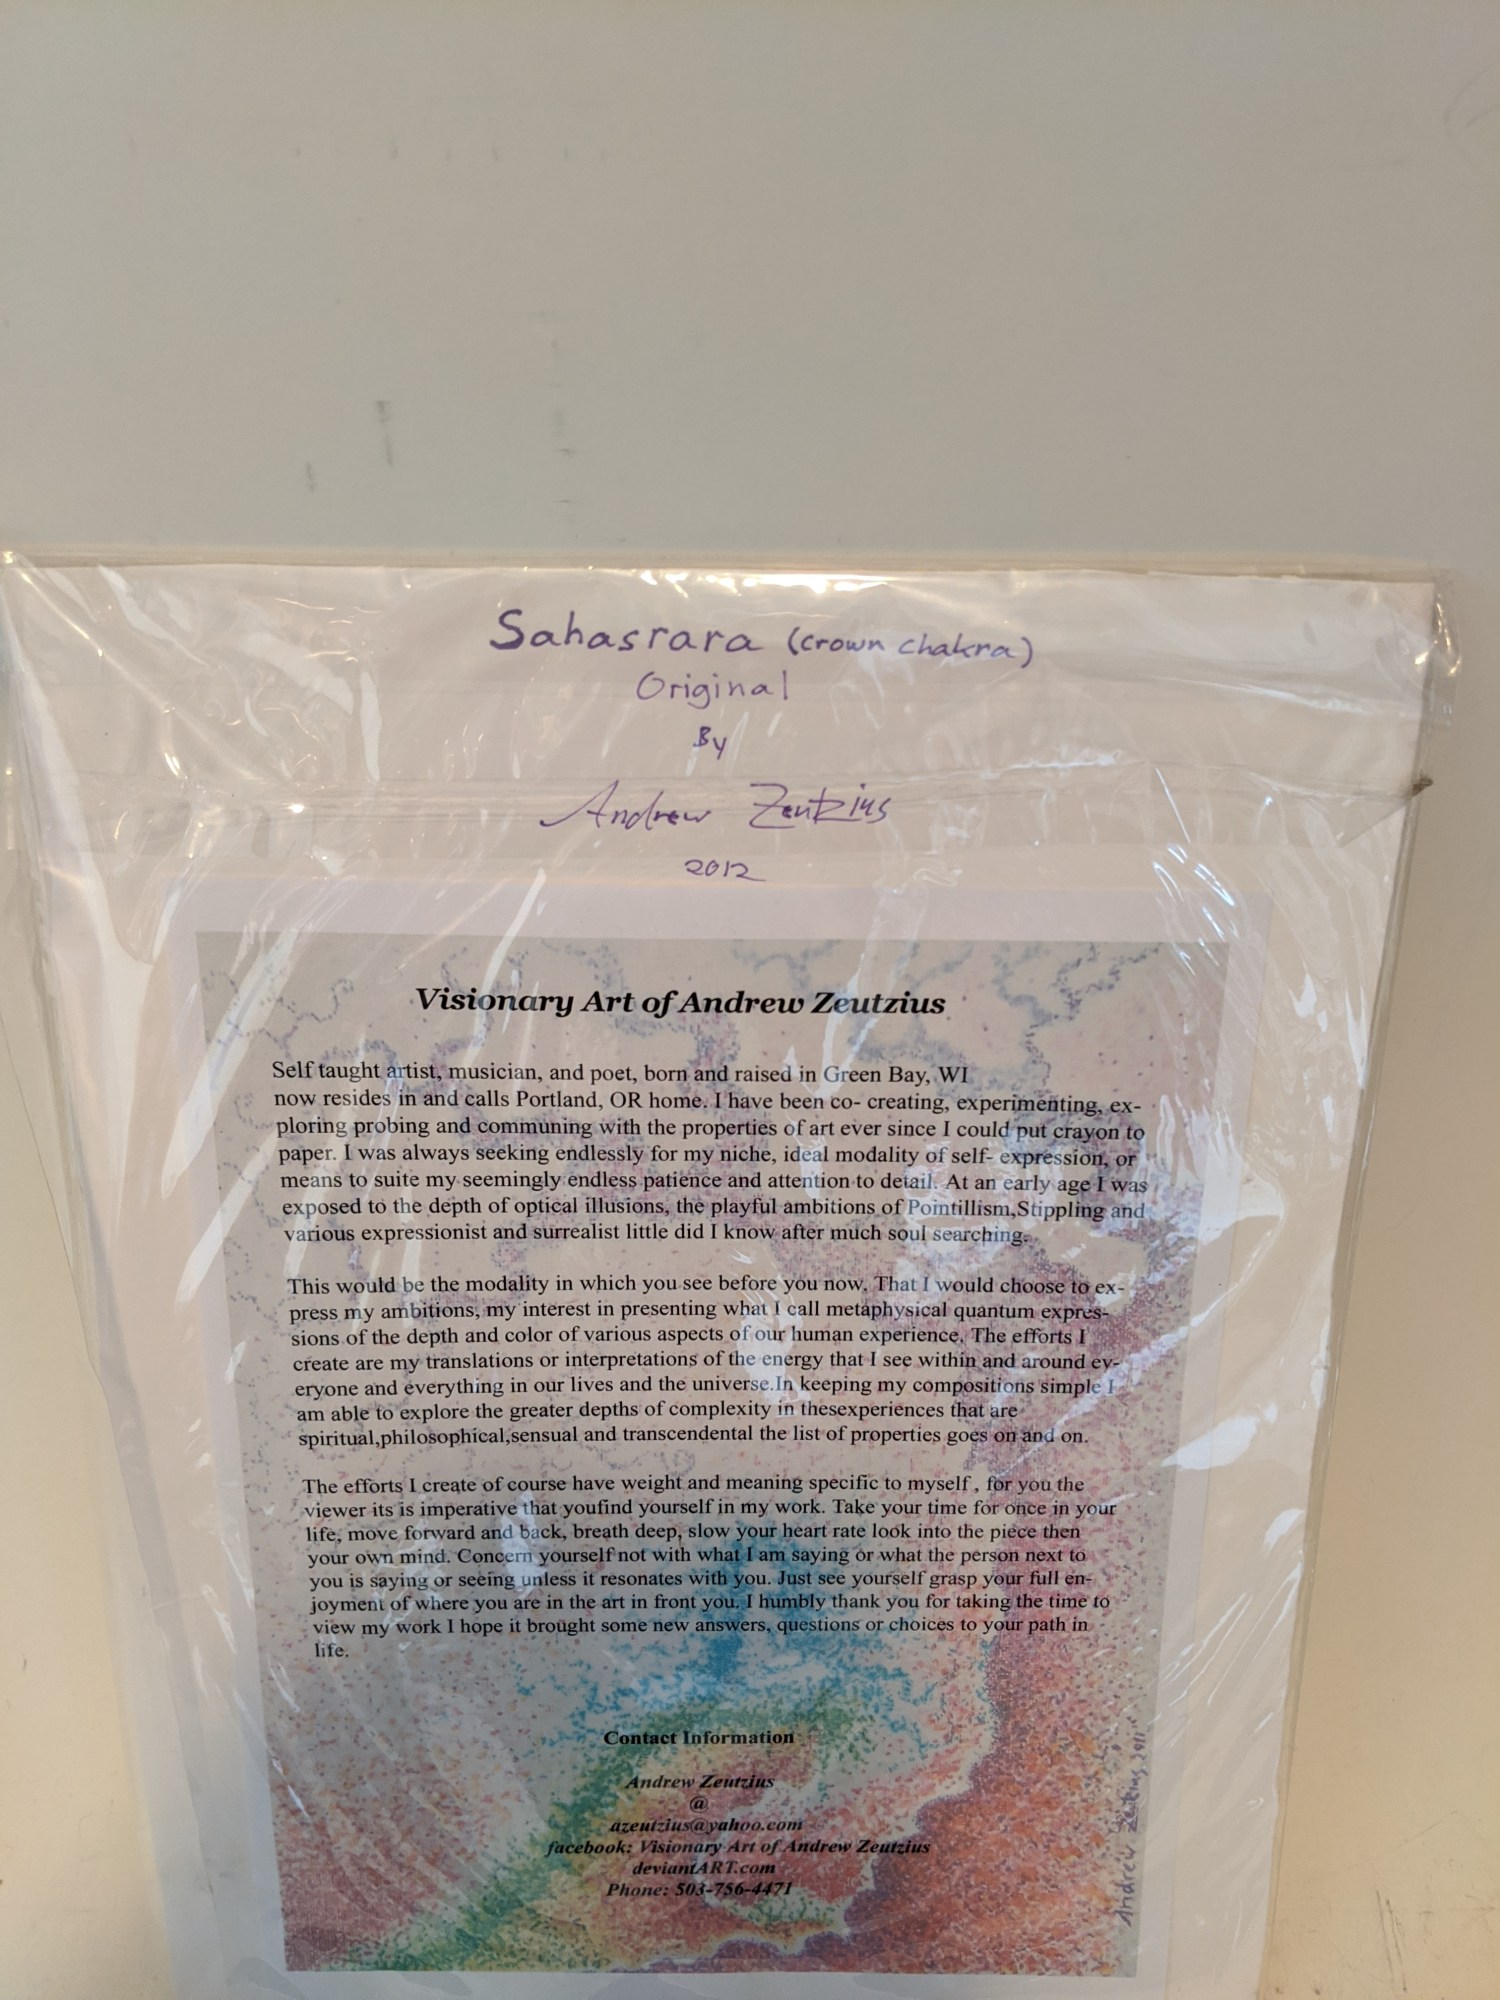 Sahasrara (crown chakra)
Original
By
Andrew Zeutzius
2012
Visionary Art of Andrew Zeutzius
Self taught artist, musician, and poet, born and raised in Green Bay, WI
now resides in and calls Portland, OR home. I have been co- creating, experimenting, ex-
ploring probing and communing with the properties of art ever since I could put crayon to
paper. I was always seeking endlessly for my niche, ideal modality of self- expression, or
means to suite my seemingly endless patience and attention to detail. At an early age I was
exposed to the depth of optical illusions, the playful ambitions of Pointillism,Stippling and
various expressionist and surrealist little did I know after much soul searching.
This would be the modality in which you see before you now. That I would choose to ex-
press my ambitions, my interest in presenting what I call metaphysical quantum expres-
sions of the depth and color of various aspects of our human experience. The efforts I
create are my translations or interpretations of the energy that I see within and around ev-
eryone and everything in our lives and the universe.In keeping my compositions simple I
am able to explore the greater depths of complexity in thesexperiences that are
spiritual,philosophical,sensual and transcendental the list of properties goes on and on.
The efforts I create of course have weight and meaning specific to myself , for you the
viewer its is imperative that youfind yourself in my work. Take your time for once in your
life, move forward and back, breath deep, slow your heart rate look into the piece then
your own mind. Concern yourself not with what I am saying or what the person next to
you is saying or seeing unless it resonates with you. Just see yourself grasp your full en-
joyment of where you are in the art in front you. I humbly thank you for taking the time to
view my work I hope it brought some new answers, questions or choices to your path in
life.
Contact Information
Andrew Zeutzius
@
azeutzius@yahoo.com
facebook: Visionary Art of Andrew Zeutzius
deviantART.com
Phone: 503-756-4471
Andrew Zeutzius 2011